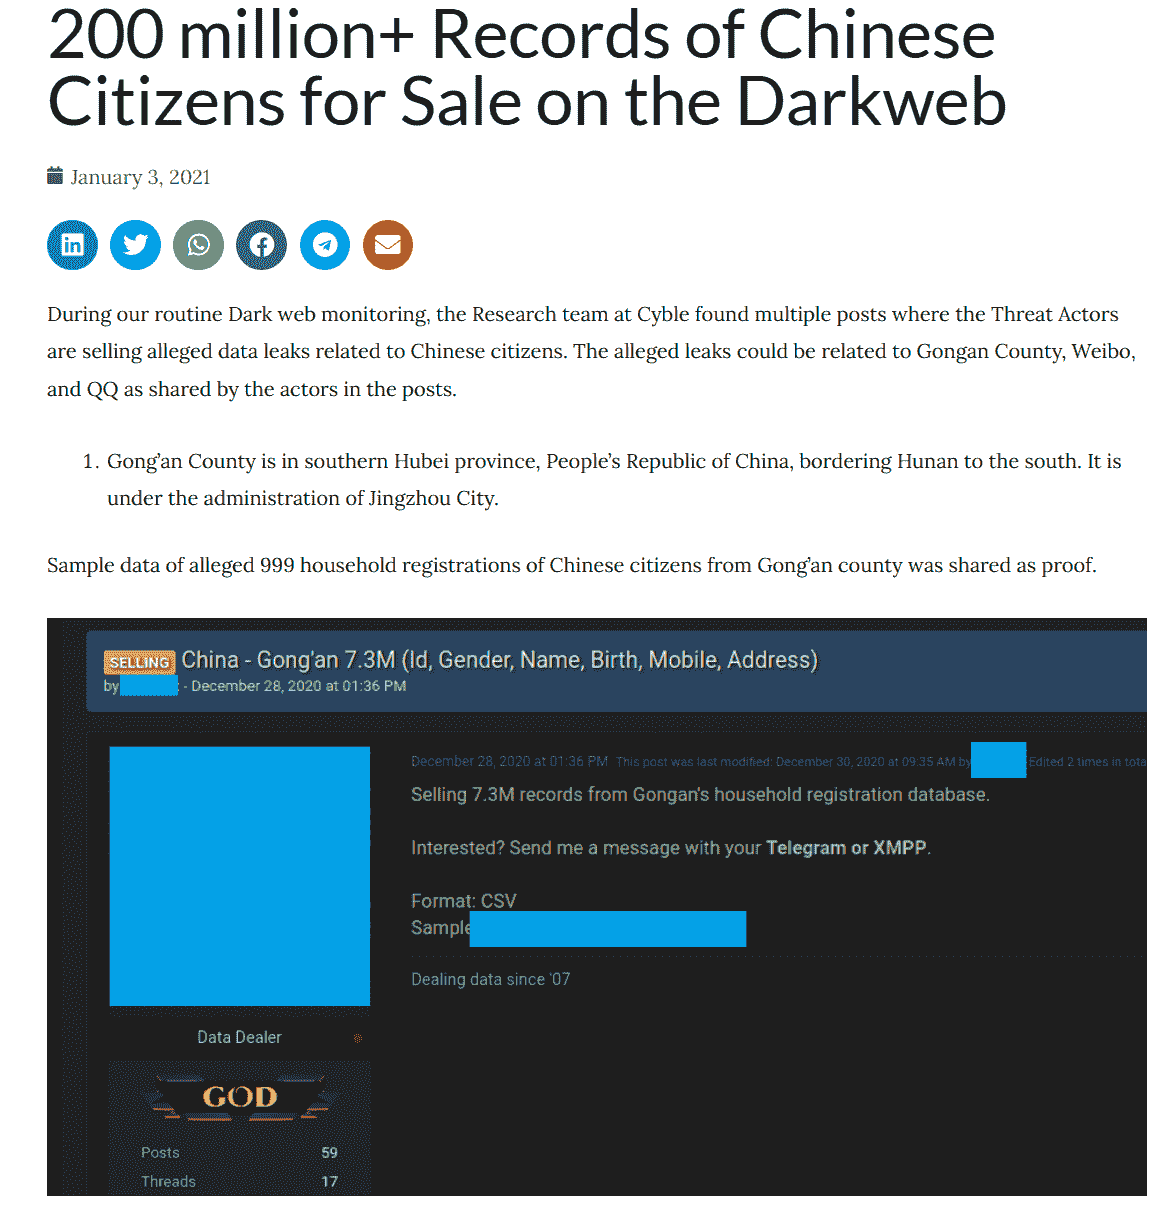 200 million+ Records of Chinese
Citizens for Sale on the Darkweb
January 3, 2021
During our routine Dark web monitoring, the Research team at Cyble found multiple posts where the Threat Actors
are selling alleged data leaks related to Chinese citizens. The alleged leaks could be related to Gongan County, Weibo,
and QQ as shared by the actors in the posts.
1. Gong’an County is in southern Hubei province, People’s Republic of China, bordering Hunan to the south. It is
under the administration of Jingzhou City.
Sample data of alleged 999 household registrations of Chinese citizens from Gong’an county was shared as proof.
SELLING China - Gong'an 7.3M (Id, Gender, Name, Birth, Mobile, Address)
by - December 28, 2020 at 01:36 PM
December 28, 2020 at 01:36 PM This post was last modified: December 30, 2020 at 09:35 AM by Edited 2 times in tota
Selling 7.3M records from Gongan's household registration database.
Interested? Send me a message with your Telegram or XMPP.
Format: CSV
Sample
Dealing data since '07
Data Dealer
GOD
Posts 59
Threads 17